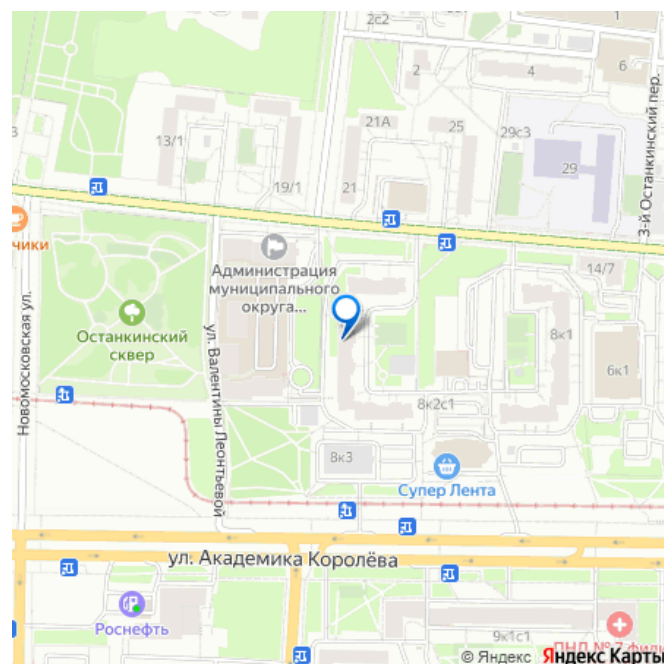 2с2
1
2
4
6
3-й Останкинский пер.
3
13/1
21А
25
29с3
29
19/1
21
чики
Администрация
муниципального
округа...
14/7
Останкинский
сквер
Новомосковская ул.
ул. Валентины Леонтьевой
8к1
6к1
8к2с1
8к3
Супер Лента
ул. Академика Королёва
Роснефть
9к1с1
ПНД № 7 фили
© Яндекс Яндекс Карты